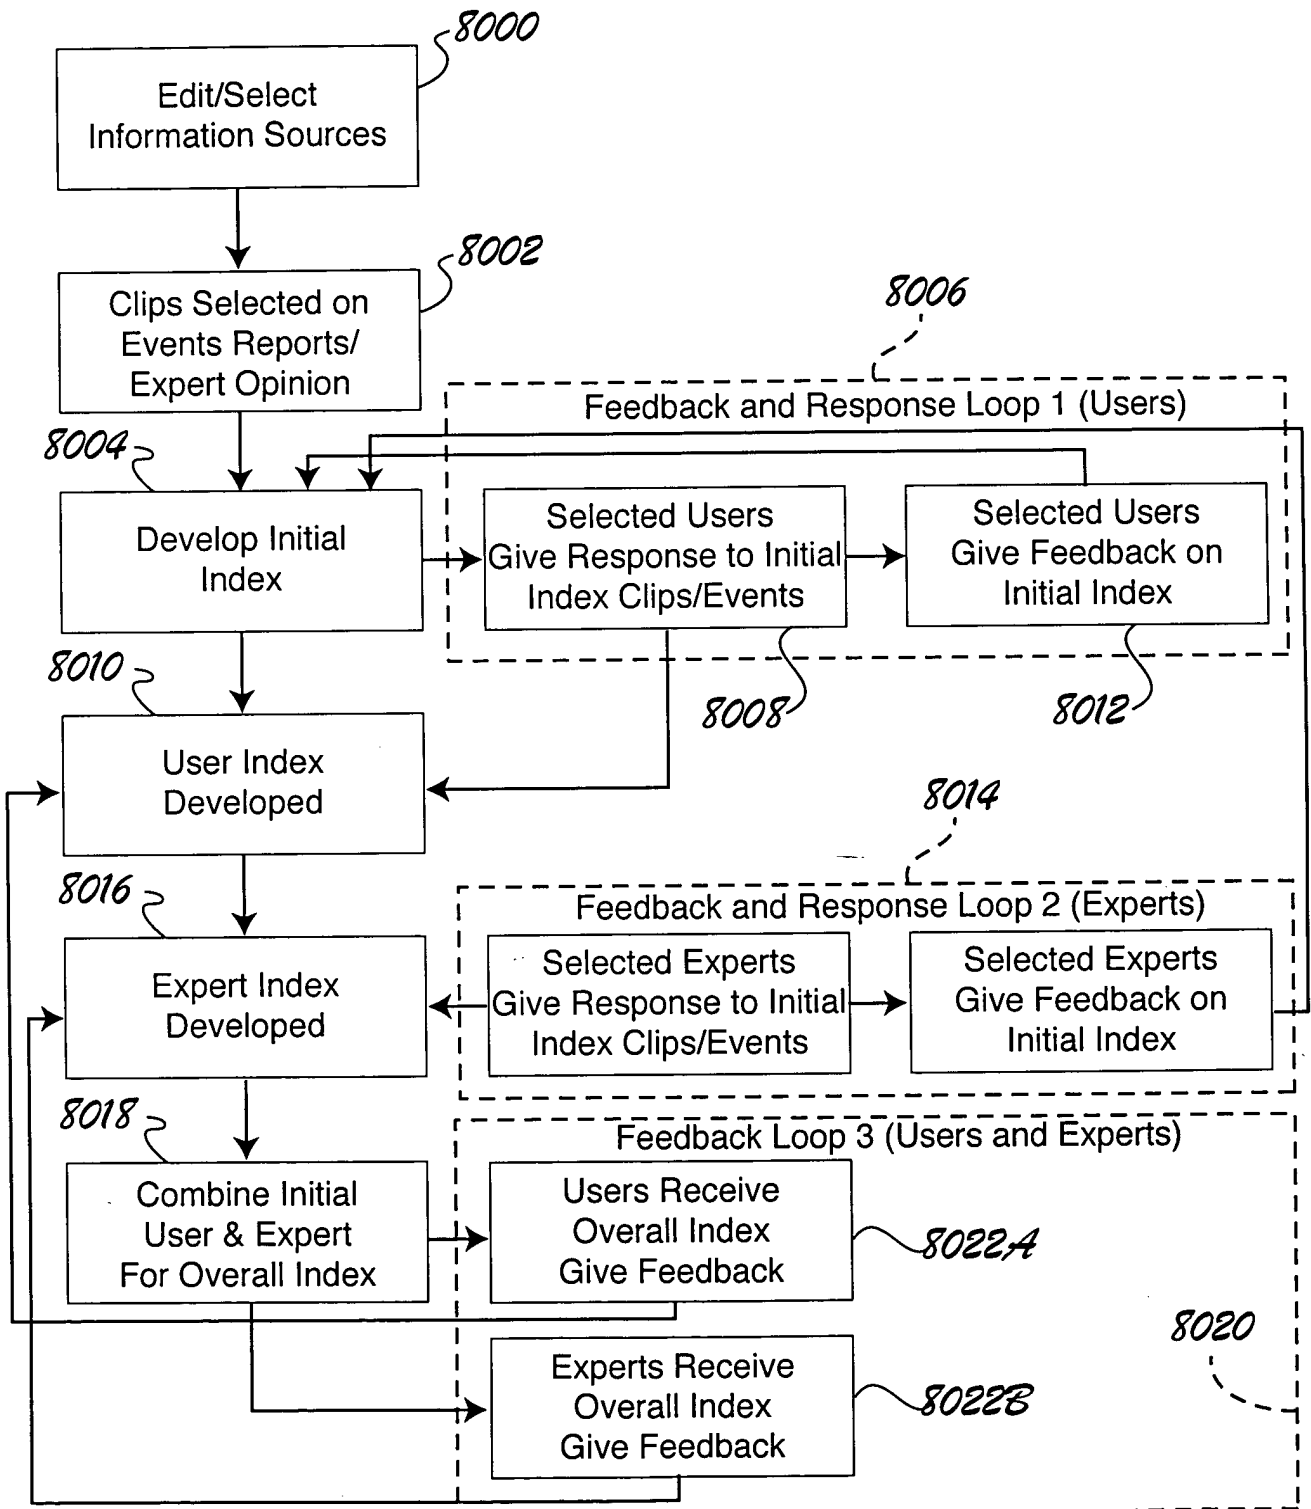 8000
Edit/Select
Information Sources
8002
Clips Selected on
Events Reports/
Expert Opinion
8006
Feedback and Response Loop 1 (Users)
8004
Develop Initial
Index
Selected Users
Give Response to Initial
Index Clips/Events
Selected Users
Give Feedback on
Initial Index
8008
8012
8010
User Index
Developed
8014
Feedback and Response Loop 2 (Experts)
8016
Expert Index
Developed
Selected Experts
Give Response to Initial
Index Clips/Events
Selected Experts
Give Feedback on
Initial Index
8018
Feedback Loop 3 (Users and Experts)
Combine Initial
User & Expert
For Overall Index
Users Receive
Overall Index
Give Feedback
8022A
8020
Experts Receive
Overall Index
Give Feedback
8022B